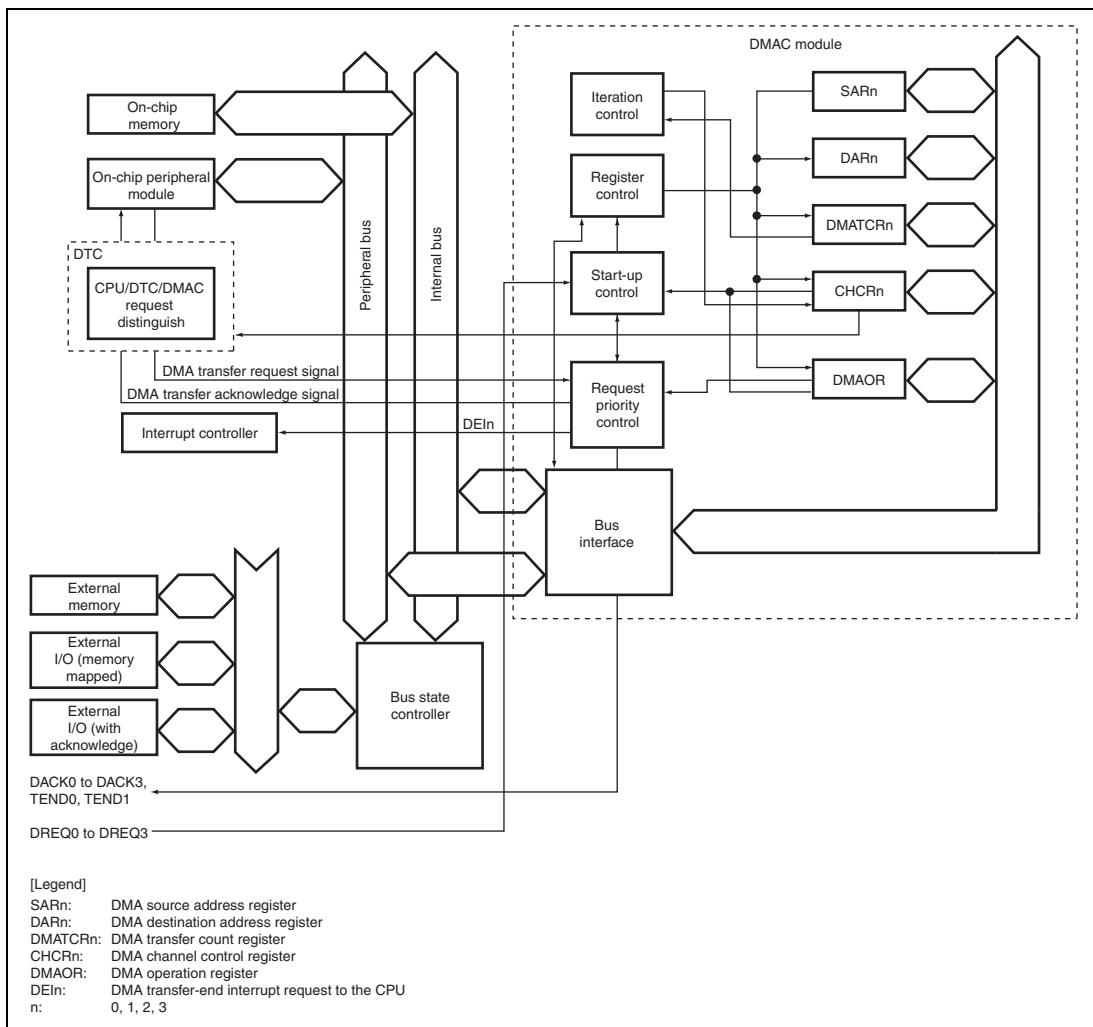 DMAC module
On-chip
memory
Iteration
control
SARn
On-chip peripheral
module
Register
control
DARn
DMATCRn
DTC
CPU/DTC/DMAC
request
distinguish
Peripheral bus
Internal bus
Start-up
control
CHCRn
DMA transfer request signal
DMA transfer acknowledge signal
Request
priority
control
DMAOR
Interrupt controller
DEIn
Bus
interface
External
memory
External
I/O (memory
mapped)
External
I/O (with
acknowledge)
Bus state
controller
DACK0 to DACK3,
TEND0, TEND1
DREQ0 to DREQ3
[Legend]
SARn: DMA source address register
DARn: DMA destination address register
DMATCRn: DMA transfer count register
CHCRn: DMA channel control register
DMAOR: DMA operation register
DEIn: DMA transfer-end interrupt request to the CPU
n: 0, 1, 2, 3